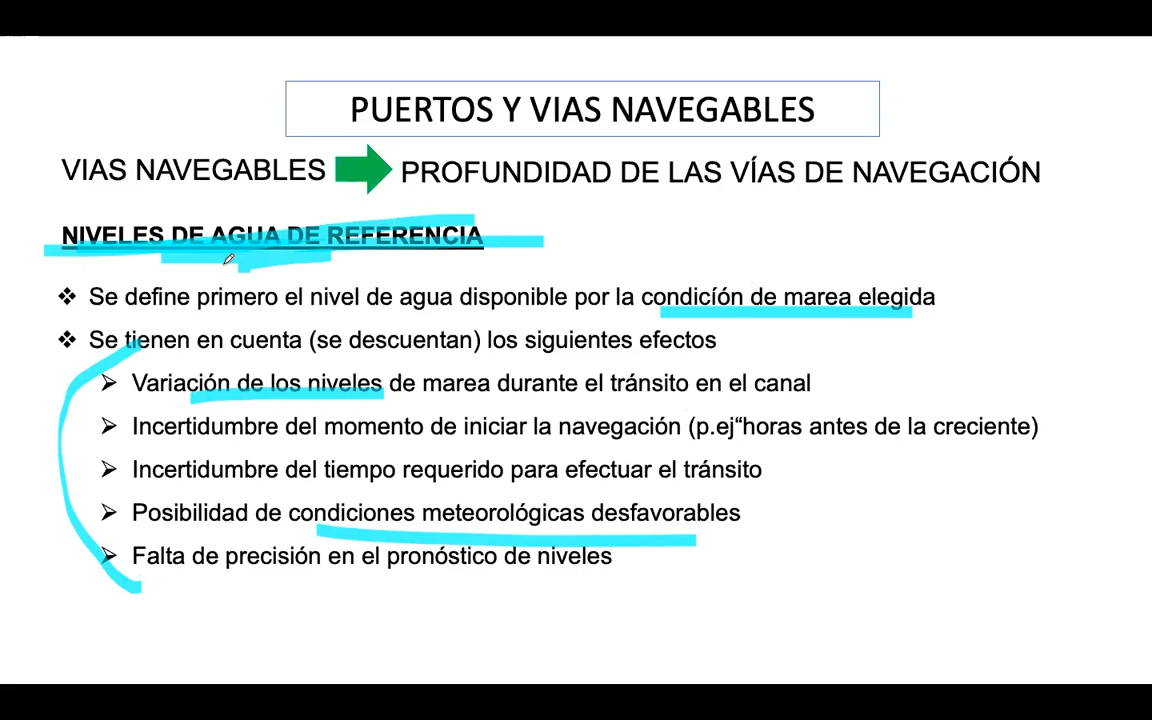 PUERTOS Y VIAS NAVEGABLES
VIAS NAVEGABLES PROFUNDIDAD DE LAS VÍAS DE NAVEGACIÓN
NIVELES DE AGUA DE REFERENCIA
Se define primero el nivel de agua disponible por la condicíón de marea elegida
Se tienen en cuenta (se descuentan) los siguientes efectos
Variación de los niveles de marea durante el tránsito en el canal
Incertidumbre del momento de iniciar la navegación (p.ej“horas antes de la creciente)
Incertidumbre del tiempo requerido para efectuar el tránsito
Posibilidad de condiciones meteorológicas desfavorables
Falta de precisión en el pronóstico de niveles